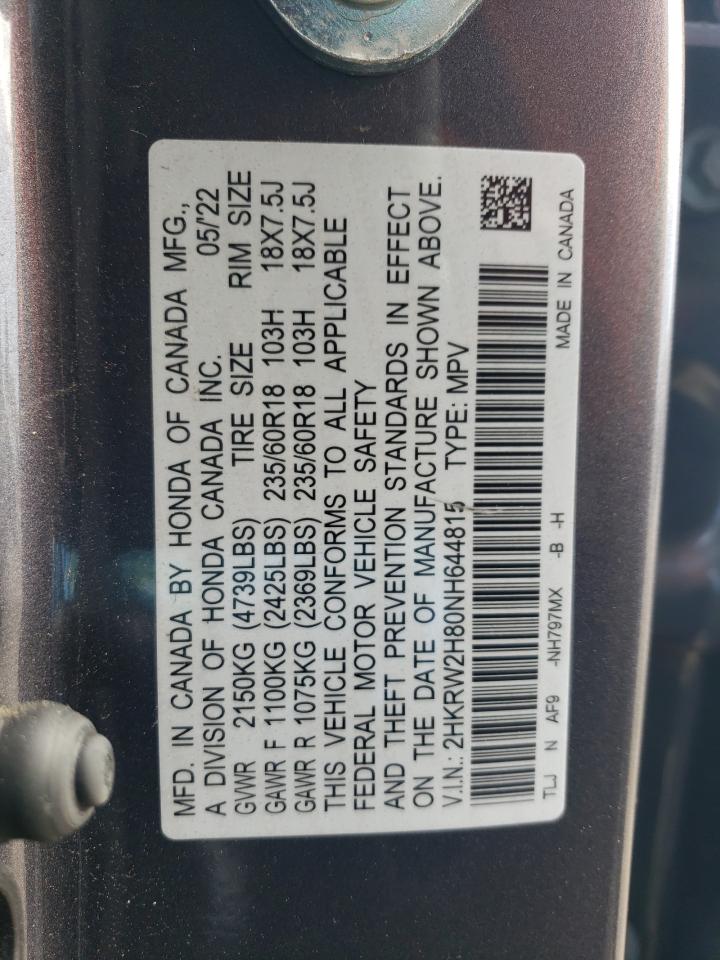 MFD. IN CANADA BY HONDA OF CANADA MFG.,
A DIVISION OF HONDA CANADA INC. 05/'22
GVWR 2150KG (4739LBS) TIRE SIZE RIM SIZE
GAWR F 1100KG (2425LBS) 235/60R18 103H 18X7.5J
GAWR R 1075KG (2369LBS) 235/60R18 103H 18X7.5J
THIS VEHICLE CONFORMS TO ALL APPLICABLE
FEDERAL MOTOR VEHICLE SAFETY
AND THEFT PREVENTION STANDARDS IN EFFECT
ON THE DATE OF MANUFACTURE SHOWN ABOVE.
V.I.N.: 2HKRW2H80NH644815 TYPE: MPV
TLJ N AF9 -NH797MX -B -H MADE IN CANADA